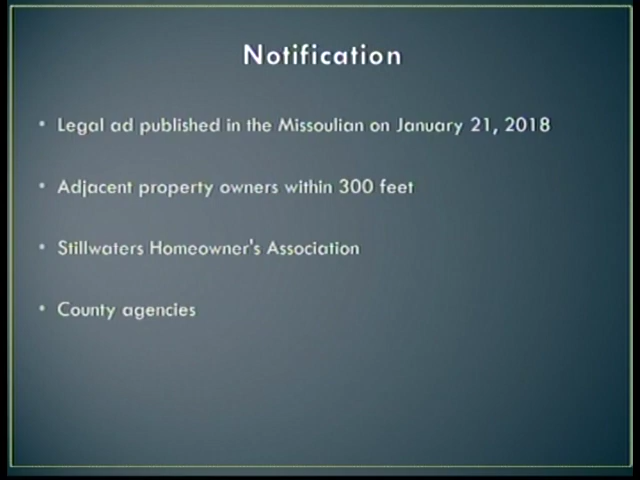 Notification
• Legal ad published in the Missoulian on January 21, 2018
• Adjacent property owners within 300 feet
• Stillwaters Homeowner's Association
• County agencies